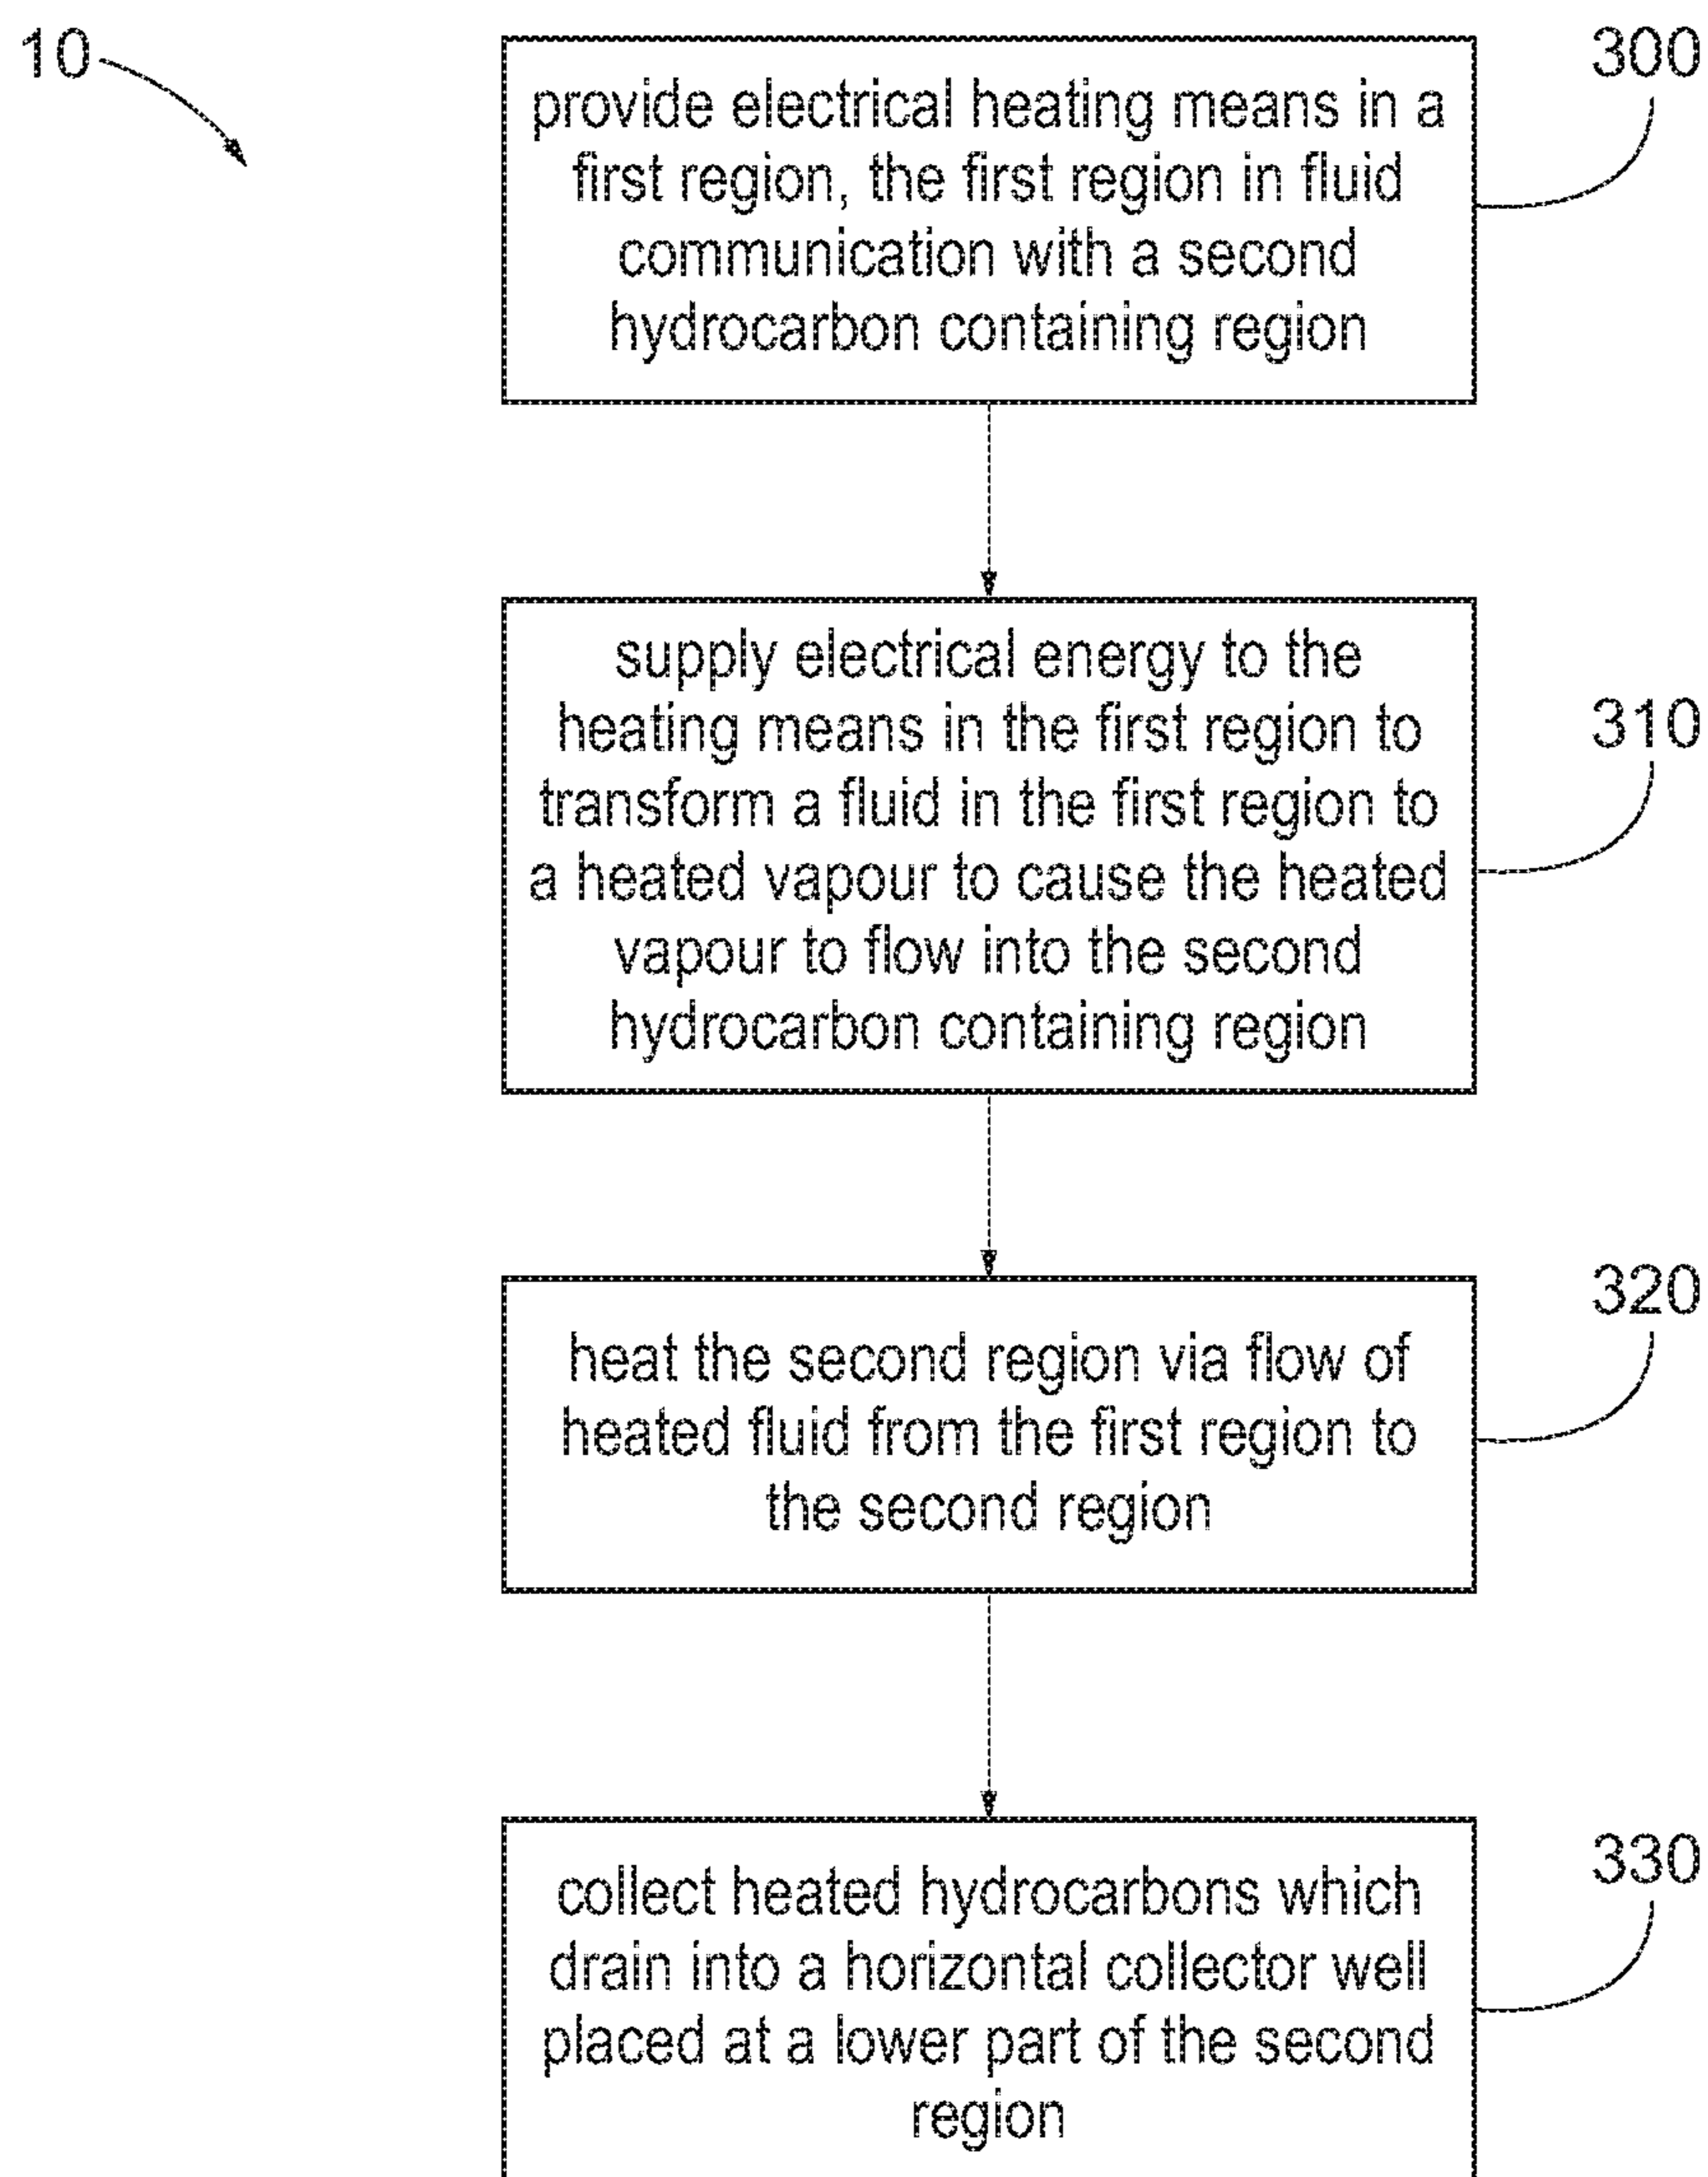 10
300
provide electrical heating means in a
first region, the first region in fluid
communication with a second
hydrocarbon containing region
310
supply electrical energy to the
heating means in the first region to
transform a fluid in the first region to
a heated vapour to cause the heated
vapour to flow into the second
hydrocarbon containing region
320
heat the second region via flow of
heated fluid from the first region to
the second region
330
collect heated hydrocarbons which
drain into a horizontal collector well
placed at a lower part of the second
region